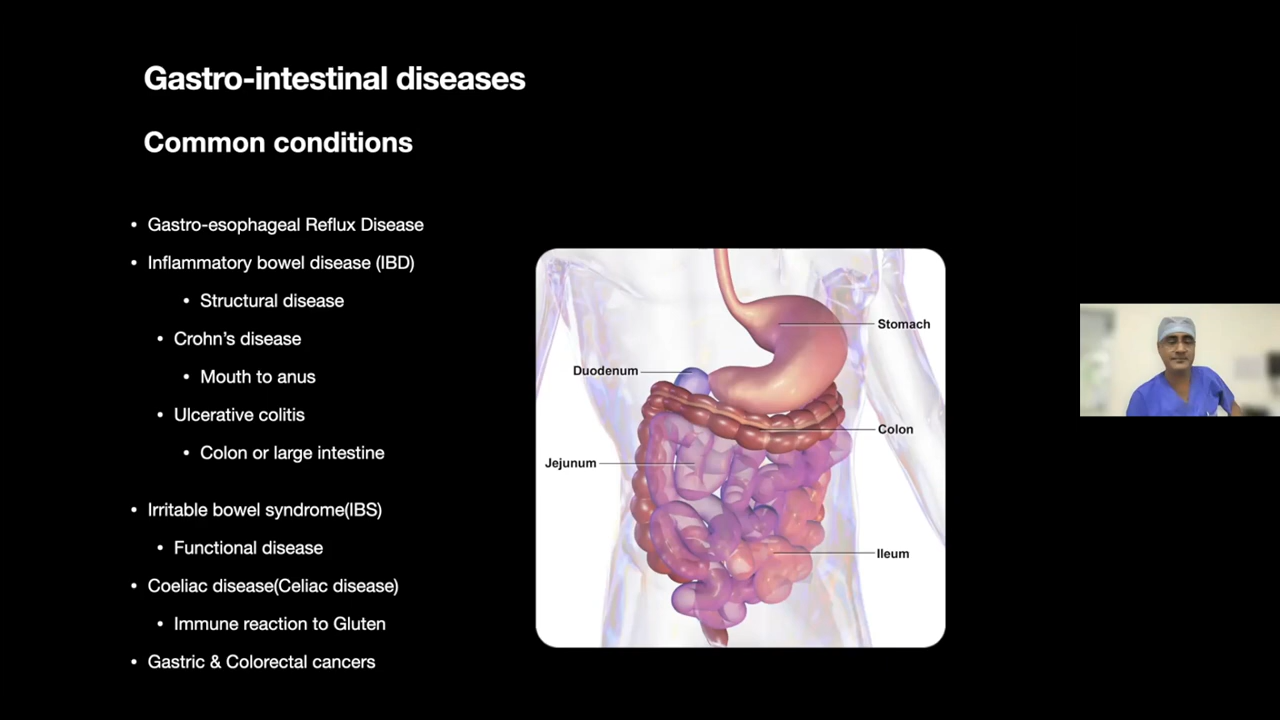 Gastro-intestinal diseases
Common conditions
• Gastro-esophageal Reflux Disease
• Inflammatory bowel disease (IBD)
• Structural disease
• Crohn’s disease
• Mouth to anus
• Ulcerative colitis
• Colon or large intestine
• Irritable bowel syndrome(IBS)
• Functional disease
• Coeliac disease(Celiac disease)
• Immune reaction to Gluten
• Gastric & Colorectal cancers
Stomach
Duodenum
Colon
Jejunum
Ileum